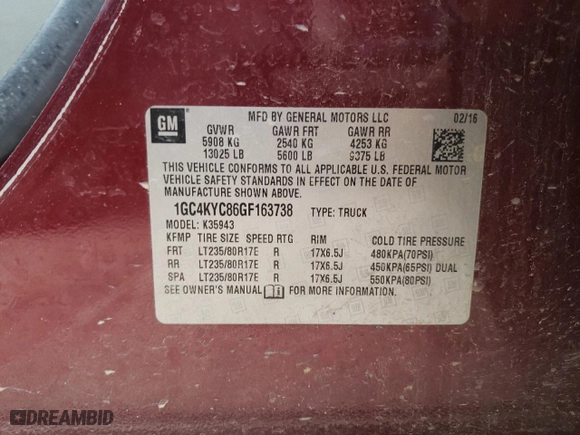 GM
MFD BY GENERAL MOTORS LLC 02/16
GVWR GAWR FRT GAWR RR
5908 KG 2540 KG 4253 KG
13025 LB 5600 LB 9375 LB
THIS VEHICLE CONFORMS TO ALL APPLICABLE U.S. FEDERAL MOTOR
VEHICLE SAFETY STANDARDS IN EFFECT ON THE DATE OF
MANUFACTURE SHOWN ABOVE.
1GC4KYC86GF163738 TYPE: TRUCK
MODEL: K35943
KFMP TIRE SIZE SPEED RTG RIM COLD TIRE PRESSURE
FRT LT235/80R17E R 17X6.5J 480KPA(70PSI)
RR LT235/80R17E R 17X6.5J 450KPA(65PSI) DUAL
SPA LT235/80R17E R 17X6.5J 550KPA(80PSI)
SEE OWNER'S MANUAL FOR MORE INFORMATION.
DREAMBID